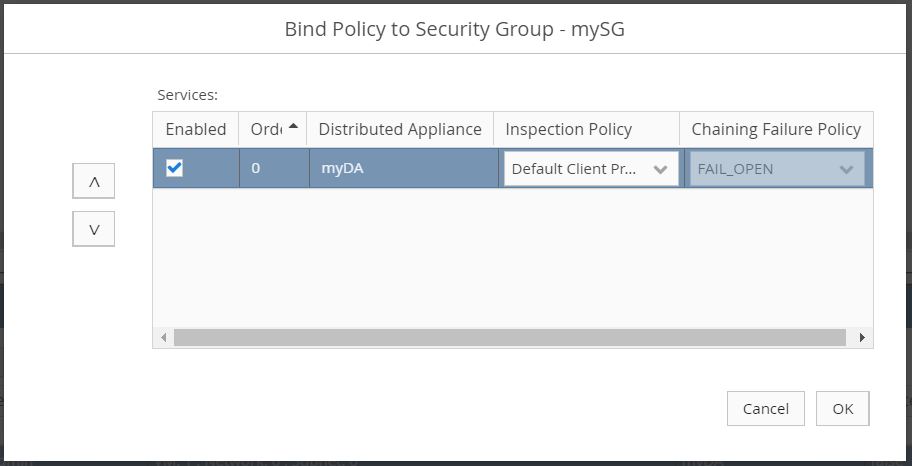 Bind Policy to Security Group - mySG
Services:
Enabled Orde Distributed Appliance Inspection Policy Chaining Failure Policy
0 myDA Default Client Pr... FAIL_OPEN
Cancel OK